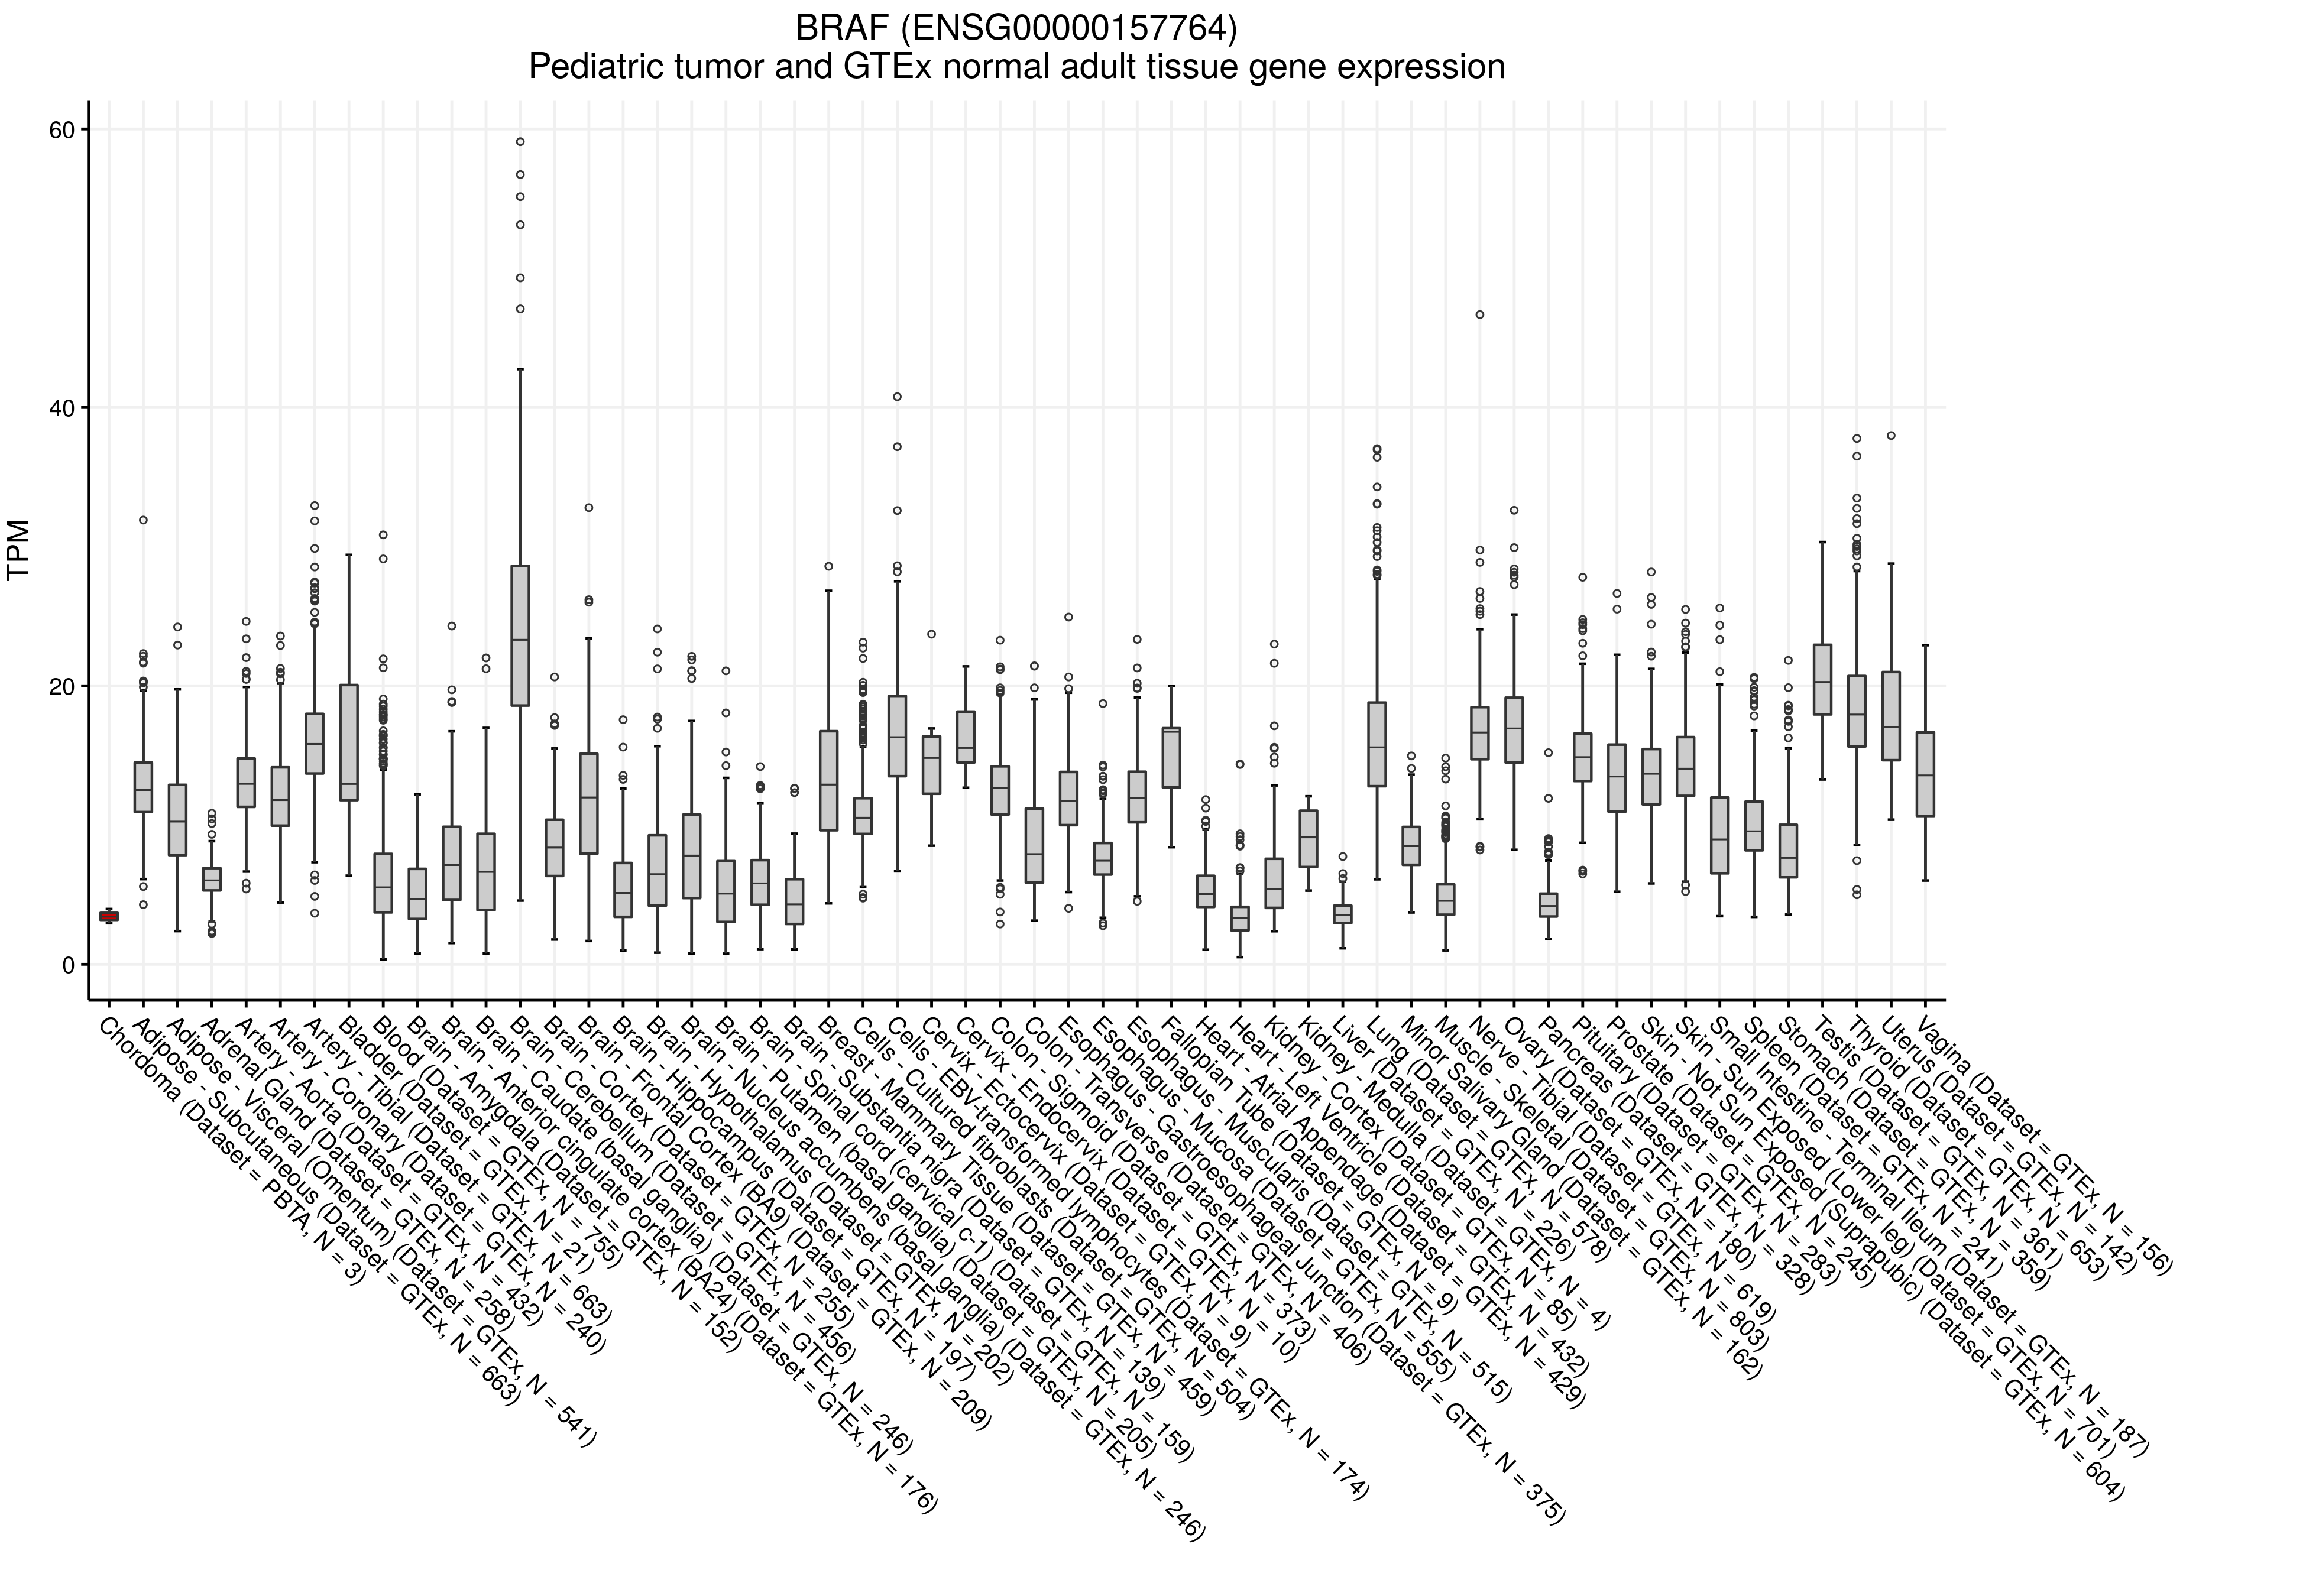 BRAF (ENSG00000157764)
Pediatric tumor and GTEx normal adult tissue gene expression
TPM
60
40
20
0
Chordoma (Dataset = PBTA, N = 3)
Adipose - Subcutaneous (Dataset = GTEx, N = 663)
Adipose - Visceral (Omentum) (Dataset = GTEx, N = 541)
Adrenal Gland (Dataset = GTEx, N = 258)
Artery - Aorta (Dataset = GTEx, N = 432)
Artery - Coronary (Dataset = GTEx, N = 240)
Artery - Tibial (Dataset = GTEx, N = 663)
Bladder (Dataset = GTEx, N = 21)
Blood (Dataset = GTEx, N = 755)
Brain - Amygdala (Dataset = GTEx, N = 152)
Brain - Anterior cingulate cortex (BA24) (Dataset = GTEx, N = 176)
Brain - Caudate (basal ganglia) (Dataset = GTEx, N = 246)
Brain - Cerebellum (Dataset = GTEx, N = 456)
Brain - Cortex (Dataset = GTEx, N = 255)
Brain - Frontal Cortex (BA9) (Dataset = GTEx, N = 209)
Brain - Hippocampus (Dataset = GTEx, N = 197)
Brain - Hypothalamus (Dataset = GTEx, N = 202)
Brain - Nucleus accumbens (basal ganglia) (Dataset = GTEx, N = 246)
Brain - Putamen (basal ganglia) (Dataset = GTEx, N = 205)
Brain - Spinal cord (cervical c-1) (Dataset = GTEx, N = 159)
Brain - Substantia nigra (Dataset = GTEx, N = 139)
Breast - Mammary Tissue (Dataset = GTEx, N = 459)
Cells - Cultured fibroblasts (Dataset = GTEx, N = 504)
Cells - EBV-transformed lymphocytes (Dataset = GTEx, N = 174)
Cervix - Ectocervix (Dataset = GTEx, N = 9)
Cervix - Endocervix (Dataset = GTEx, N = 10)
Colon - Sigmoid (Dataset = GTEx, N = 373)
Colon - Transverse (Dataset = GTEx, N = 406)
Esophagus - Gastroesophageal Junction (Dataset = GTEx, N = 375)
Esophagus - Mucosa (Dataset = GTEx, N = 555)
Esophagus - Muscularis (Dataset = GTEx, N = 515)
Fallopian Tube (Dataset = GTEx, N = 9)
Heart - Atrial Appendage (Dataset = GTEx, N = 429)
Heart - Left Ventricle (Dataset = GTEx, N = 432)
Kidney - Cortex (Dataset = GTEx, N = 85)
Kidney - Medulla (Dataset = GTEx, N = 4)
Liver (Dataset = GTEx, N = 226)
Lung (Dataset = GTEx, N = 578)
Minor Salivary Gland (Dataset = GTEx, N = 162)
Muscle - Skeletal (Dataset = GTEx, N = 803)
Nerve - Tibial (Dataset = GTEx, N = 619)
Ovary (Dataset = GTEx, N = 180)
Pancreas (Dataset = GTEx, N = 328)
Pituitary (Dataset = GTEx, N = 283)
Prostate (Dataset = GTEx, N = 245)
Skin - Not Sun Exposed (Suprapubic) (Dataset = GTEx, N = 604)
Skin - Sun Exposed (Lower leg) (Dataset = GTEx, N = 701)
Small Intestine - Terminal Ileum (Dataset = GTEx, N = 187)
Spleen (Dataset = GTEx, N = 241)
Stomach (Dataset = GTEx, N = 359)
Testis (Dataset = GTEx, N = 361)
Thyroid (Dataset = GTEx, N = 653)
Uterus (Dataset = GTEx, N = 142)
Vagina (Dataset = GTEx, N = 156)